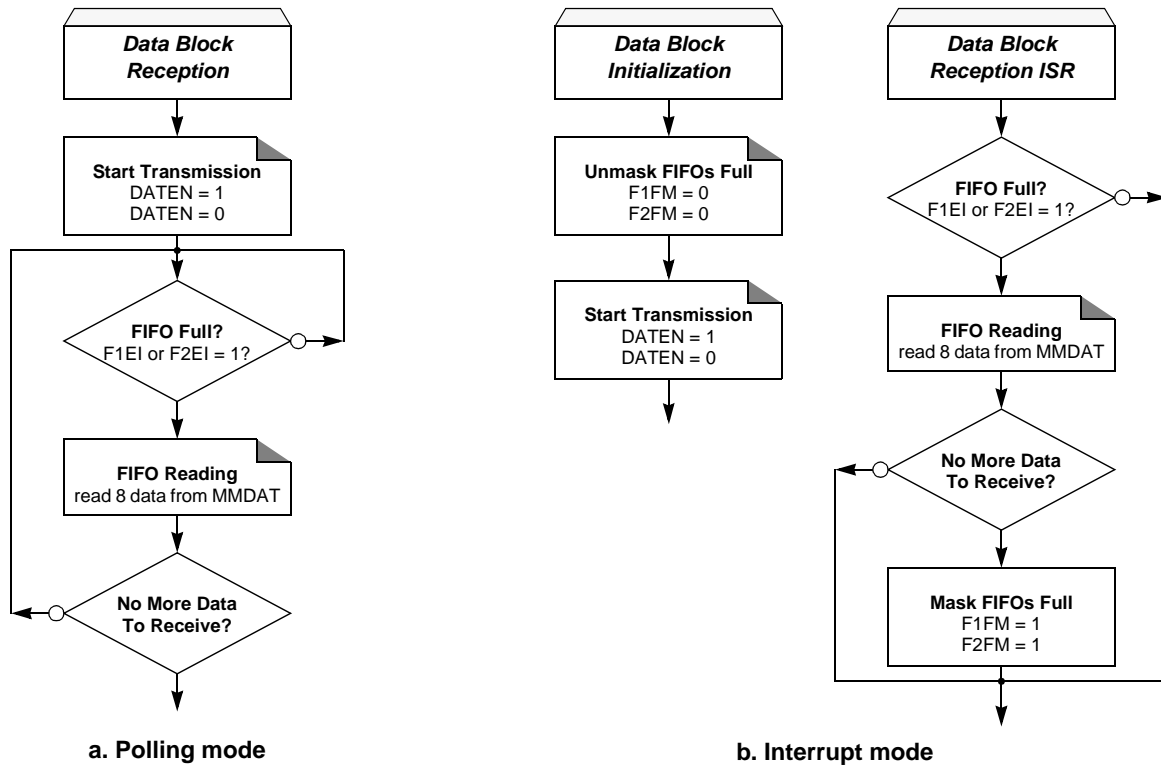 Data Block
Reception
Start Transmission
DATEN = 1
DATEN = 0
FIFO Full?
F1EI or F2EI = 1?
FIFO Reading
read 8 data from MMDAT
No More Data
To Receive?
a. Polling mode
Data Block
Initialization
Unmask FIFOs Full
F1FM = 0
F2FM = 0
Start Transmission
DATEN = 1
DATEN = 0
Data Block
Reception ISR
FIFO Full?
F1EI or F2EI = 1?
FIFO Reading
read 8 data from MMDAT
No More Data
To Receive?
Mask FIFOs Full
F1FM = 1
F2FM = 1
b. Interrupt mode